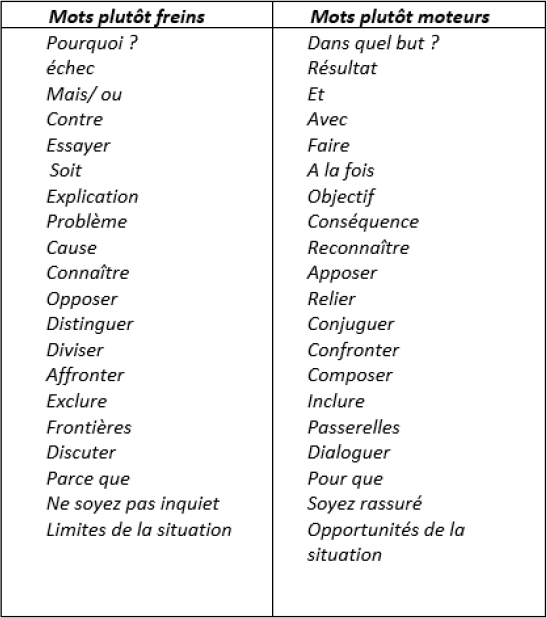 Mots plutôt freins Mots plutôt moteurs
Pourquoi ? Dans quel but ?
échec Résultat
Mais/ ou Et
Contre Avec
Essayer Faire
Soit A la fois
Explication Objectif
Problème Conséquence
Cause Reconnaître
Connaître Apposer
Opposer Relier
Distinguer Conjuguer
Diviser Confronter
Affronter Composer
Exclure Inclure
Frontières Passerelles
Discuter Dialoguer
Parce que Pour que
Ne soyez pas inquiet Soyez rassuré
Limites de la situation Opportunités de la
situation